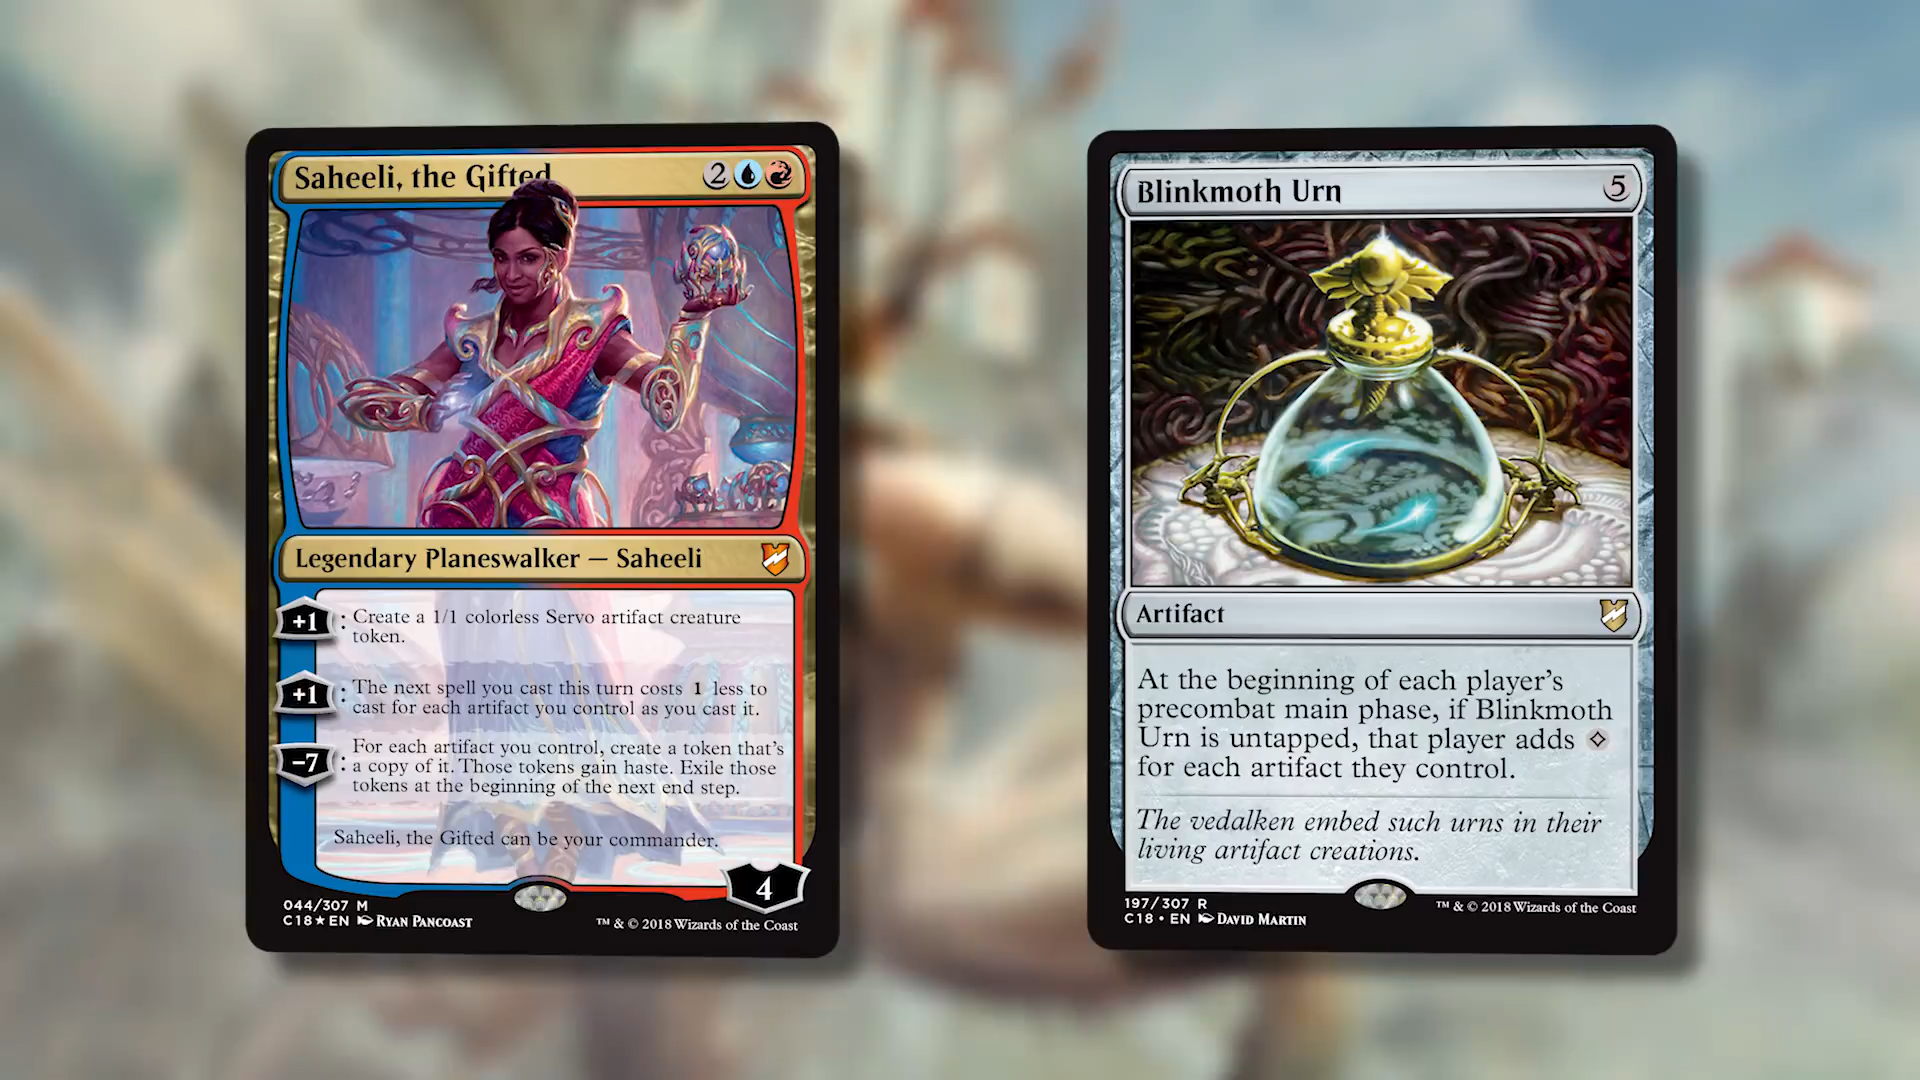 Saheeli, the Gifted
2
Legendary Planeswalker — Saheeli
+1 : Create a 1/1 colorless Servo artifact creature
token.
+1 : The next spell you cast this turn costs 1 less to
cast for each artifact you control as you cast it.
−7 : For each artifact you control, create a token that's
a copy of it. Those tokens gain haste. Exile those
tokens at the beginning of the next end step.
Saheeli, the Gifted can be your commander.
4
044/307 M
C18★EN Ryan Pancoast
™ & © 2018 Wizards of the Coast
Blinkmoth Urn
5
Artifact
At the beginning of each player's
precombat main phase, if Blinkmoth
Urn is untapped, that player adds
for each artifact they control.
The vedalken embed such urns in their
living artifact creations.
197/307 R
C18 • EN David Martin
™ & © 2018 Wizards of the Coast